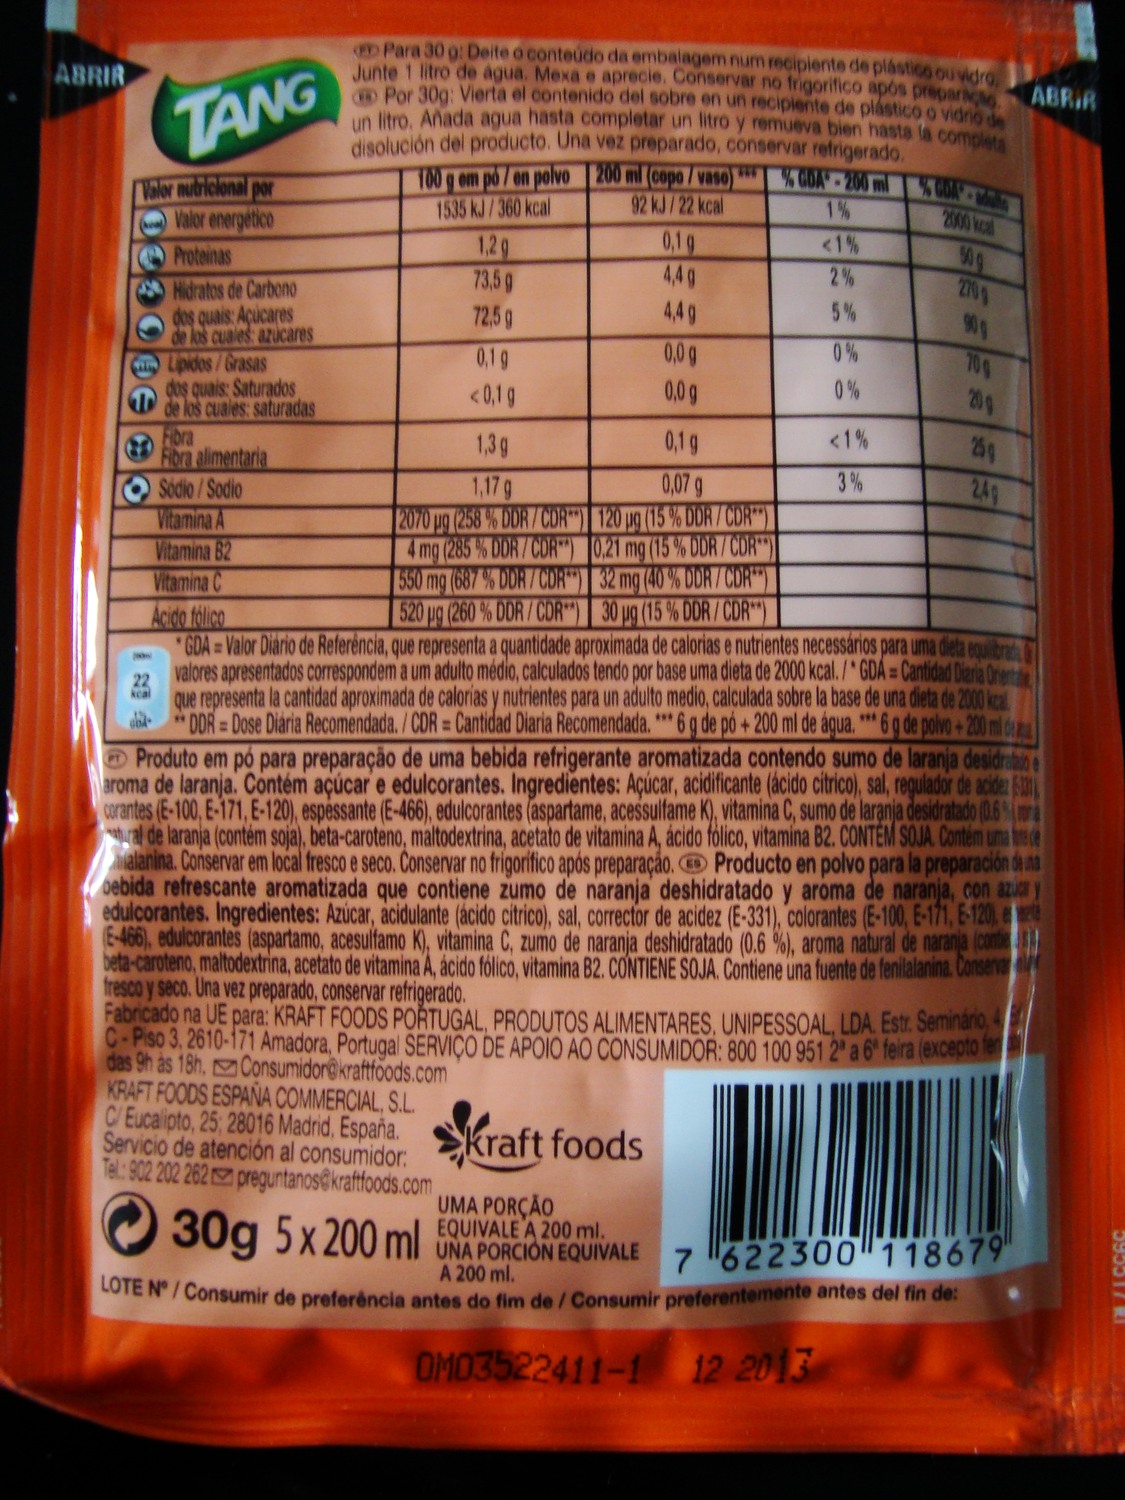 ABRIR
ABRIR
TANG
PT Para 30 g: Deite o conteúdo da embalagem num recipiente de plástico ou vidro.
Junte 1 litro de água. Mexa e aprecie. Conservar no frigorífico após preparação.
ES Por 30g: Vierta el contenido del sobre en un recipiente de plástico o vidrio de
un litro. Añada agua hasta completar un litro y remueva bien hasta la completa
disolución del producto. Una vez preparado, conservar refrigerado.
Valor nutricional por 100 g em pó / en polvo 200 ml (copo / vaso) *** % GDA* - 200 ml % GDA* - adulto
Valor energético 1535 kJ / 360 kcal 92 kJ / 22 kcal 1 % 2000 kcal
Proteínas 1,2 g 0,1 g <1 % 50 g
Hidratos de Carbono 73,5 g 4,4 g 2 % 270 g
dos quais: Açúcares
de los cuales: azúcares 72,5 g 4,4 g 5 % 90 g
Lípidos / Grasas 0,1 g 0,0 g 0 % 70 g
dos quais: Saturados
de los cuales: saturadas <0,1 g 0,0 g 0 % 20 g
Fibra
Fibra alimentaria 1,3 g 0,1 g <1 % 25 g
Sódio / Sodio 1,17 g 0,07 g 3 % 2,4 g
Vitamina A 2070 µg (258 % DDR / CDR**) 120 µg (15 % DDR / CDR**)
Vitamina B2 4 mg (285 % DDR / CDR**) 0,21 mg (15 % DDR / CDR**)
Vitamina C 550 mg (687 % DDR / CDR**) 32 mg (40 % DDR / CDR**)
Ácido fólico 520 µg (260 % DDR / CDR**) 30 µg (15 % DDR / CDR**)
200ml
22
kcal
1%
GDA*
* GDA = Valor Diário de Referência, que representa a quantidade aproximada de calorias e nutrientes necessários para uma dieta equilibrada. Os
valores apresentados correspondem a um adulto médio, calculados tendo por base uma dieta de 2000 kcal. / * GDA = Cantidad Diaria
que representa la cantidad aproximada de calorías y nutrientes para un adulto medio, calculada sobre la base de una dieta de 2000 kcal.
** DDR = Dose Diária Recomendada. / CDR = Cantidad Diaria Recomendada. *** 6 g de pó + 200 ml de água. *** 6 g de polvo + 200 ml de
PT Produto em pó para preparação de uma bebida refrigerante aromatizada contendo sumo de laranja desidratado e
aroma de laranja. Contém açúcar e edulcorantes. Ingredientes: Açúcar, acidificante (ácido cítrico), sal, regulador de acidez (E-331),
corantes (E-100, E-171, E-120), espessante (E-466), edulcorantes (aspartame, acessulfame K), vitamina C, sumo de laranja desidratado (0.6 %), aroma
natural de laranja (contém soja), beta-caroteno, maltodextrina, acetato de vitamina A, ácido fólico, vitamina B2. CONTÉM SOJA. Contém uma fonte de
fenilalanina. Conservar em local fresco e seco. Conservar no frigorífico após preparação. ES Producto en polvo para la preparación de una
bebida refrescante aromatizada que contiene zumo de naranja deshidratado y aroma de naranja, con azúcar y
edulcorantes. Ingredientes: Azúcar, acidulante (ácido cítrico), sal, corrector de acidez (E-331), colorantes (E-100, E-171, E-120),
(E-466), edulcorantes (aspartamo, acesulfamo K), vitamina C, zumo de naranja deshidratado (0,6 %), aroma natural de naranja
beta-caroteno, maltodextrina, acetato de vitamina A, ácido fólico, vitamina B2. CONTIENE SOJA. Contiene una fuente de fenilalanina. Conservar
fresco y seco. Una vez preparado, conservar refrigerado.
Fabricado na UE para: KRAFT FOODS PORTUGAL, PRODUTOS ALIMENTARES, UNIPESSOAL, LDA. Estr. Seminário, 4,
C - Piso 3, 2610-171 Amadora, Portugal SERVIÇO DE APOIO AO CONSUMIDOR: 800 100 951 2ª a 6ª feira (excepto
das 9h às 18h. Consumidor@kraftfoods.com
KRAFT FOODS ESPAÑA COMMERCIAL, S.L.
C/ Eucalipto, 25; 28016 Madrid, España.
Servicio de atención al consumidor:
Tel.: 902 202 262 preguntanos@kraftfoods.com
kraft foods
30g 5 x 200 ml
UMA PORÇÃO
EQUIVALE A 200 ml.
UNA PORCIÓN EQUIVALE
A 200 ml.
7 622300 118679
LOTE Nº / Consumir de preferência antes do fim de / Consumir preferentemente antes del fin de:
OMO3522411-1 12 2013